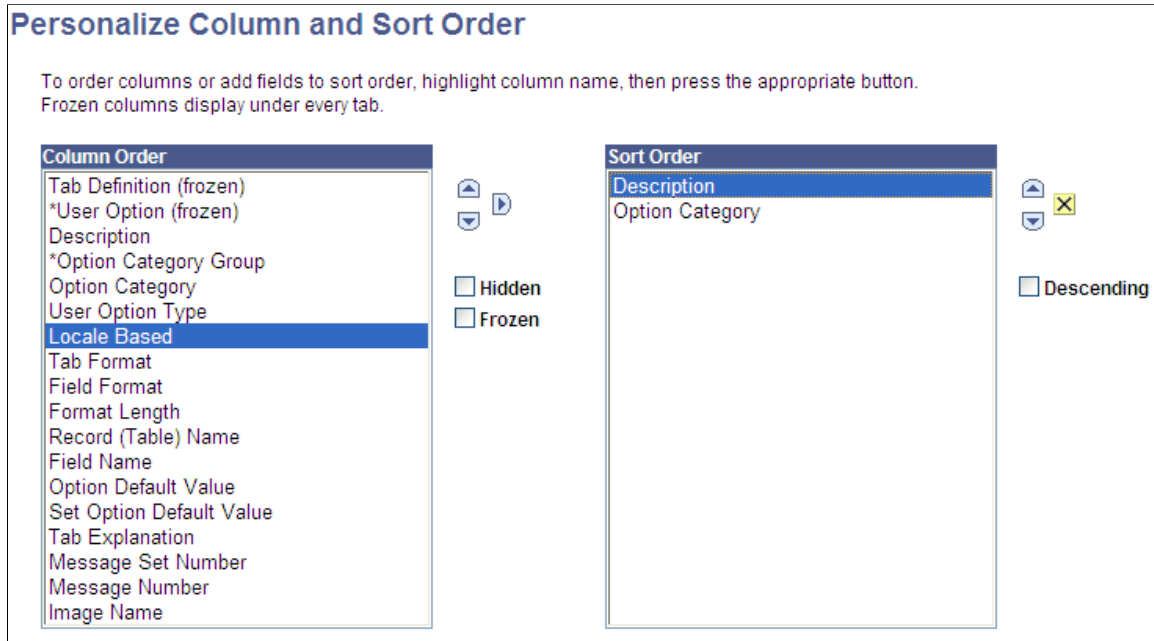 Personalize Column and Sort Order
To order columns or add fields to sort order, highlight column name, then press the appropriate button.
Frozen columns display under every tab.
Column Order
Tab Definition (frozen)
*User Option (frozen)
Description
*Option Category Group
Option Category
User Option Type
Locale Based
Tab Format
Field Format
Format Length
Record (Table) Name
Field Name
Option Default Value
Set Option Default Value
Tab Explanation
Message Set Number
Message Number
Image Name
Hidden
Frozen
Sort Order
Description
Option Category
Descending